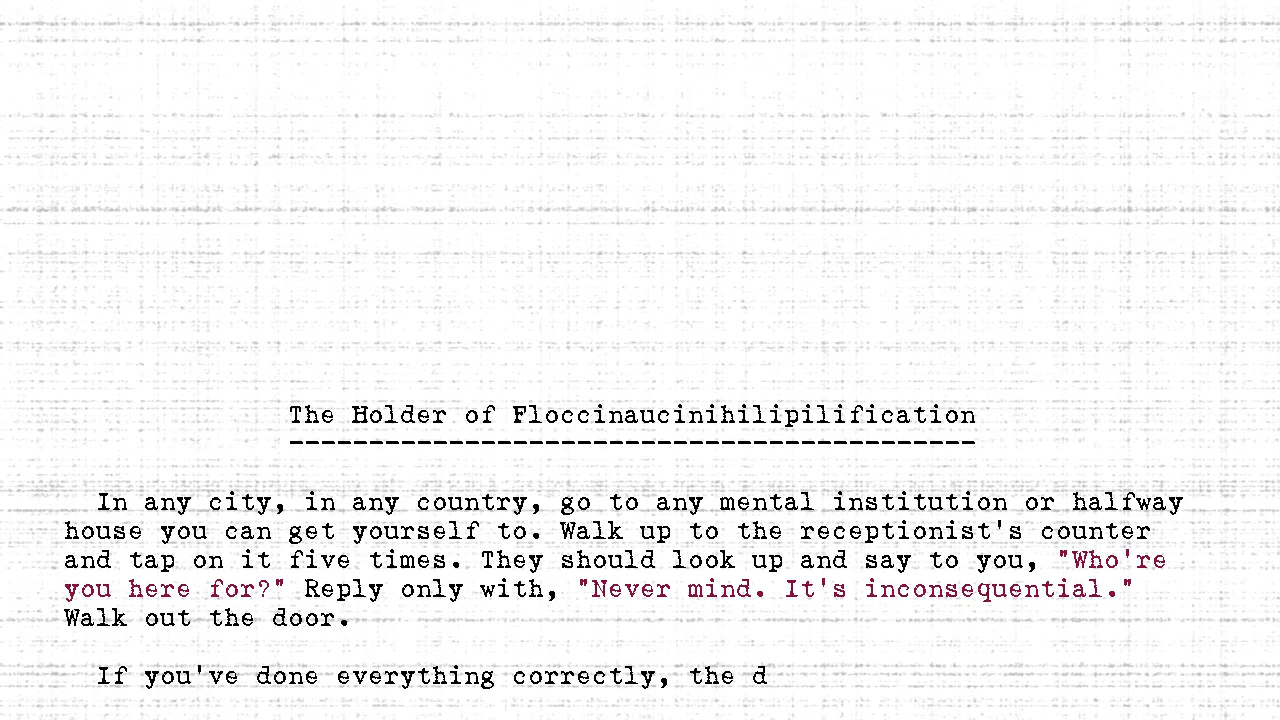 The Holder of Floccinaucinihilipilification
-------------------------------------------
In any city, in any country, go to any mental institution or halfway
house you can get yourself to. Walk up to the receptionist's counter
and tap on it five times. They should look up and say to you, "Who're
you here for?" Reply only with, "Never mind. It's inconsequential."
Walk out the door.
If you've done everything correctly, the d